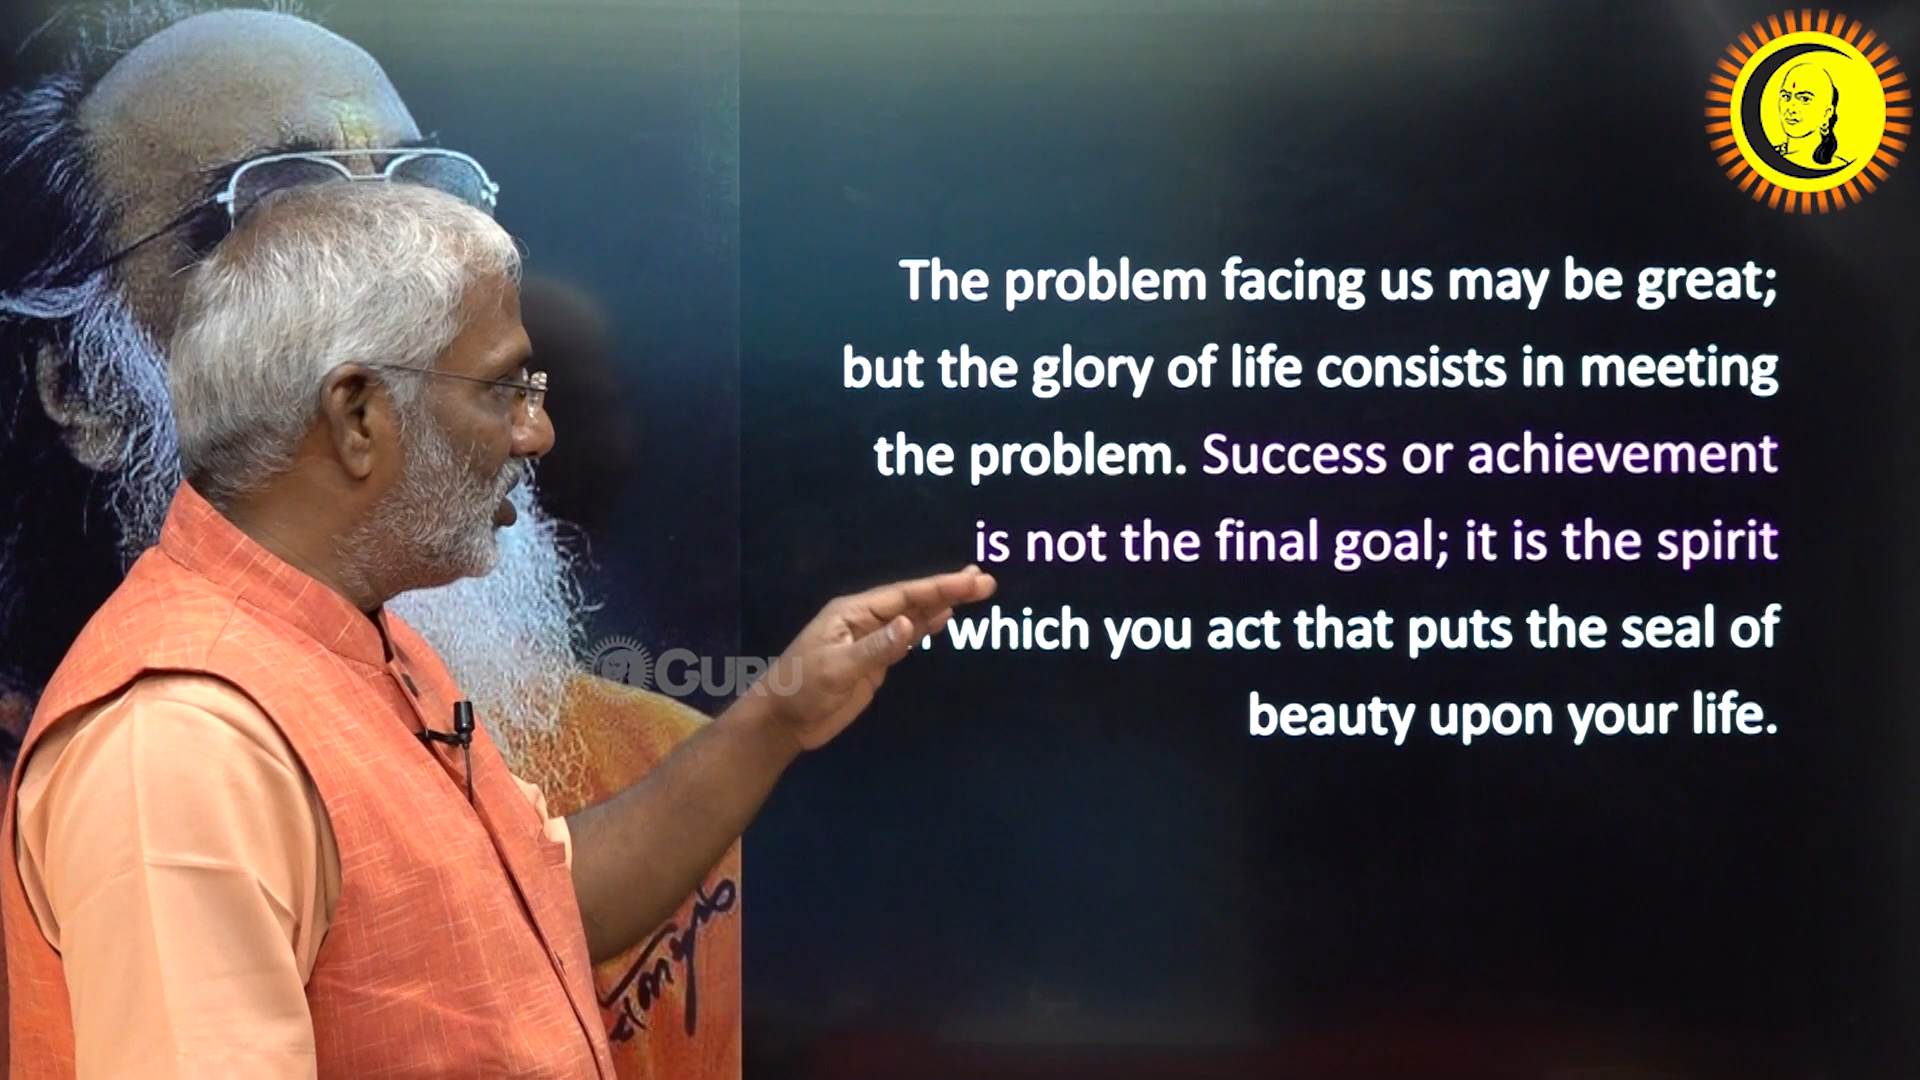 The problem facing us may be great;
but the glory of life consists in meeting
the problem. Success or achievement
is not the final goal; it is the spirit
which you act that puts the seal of
beauty upon your life.
GURU